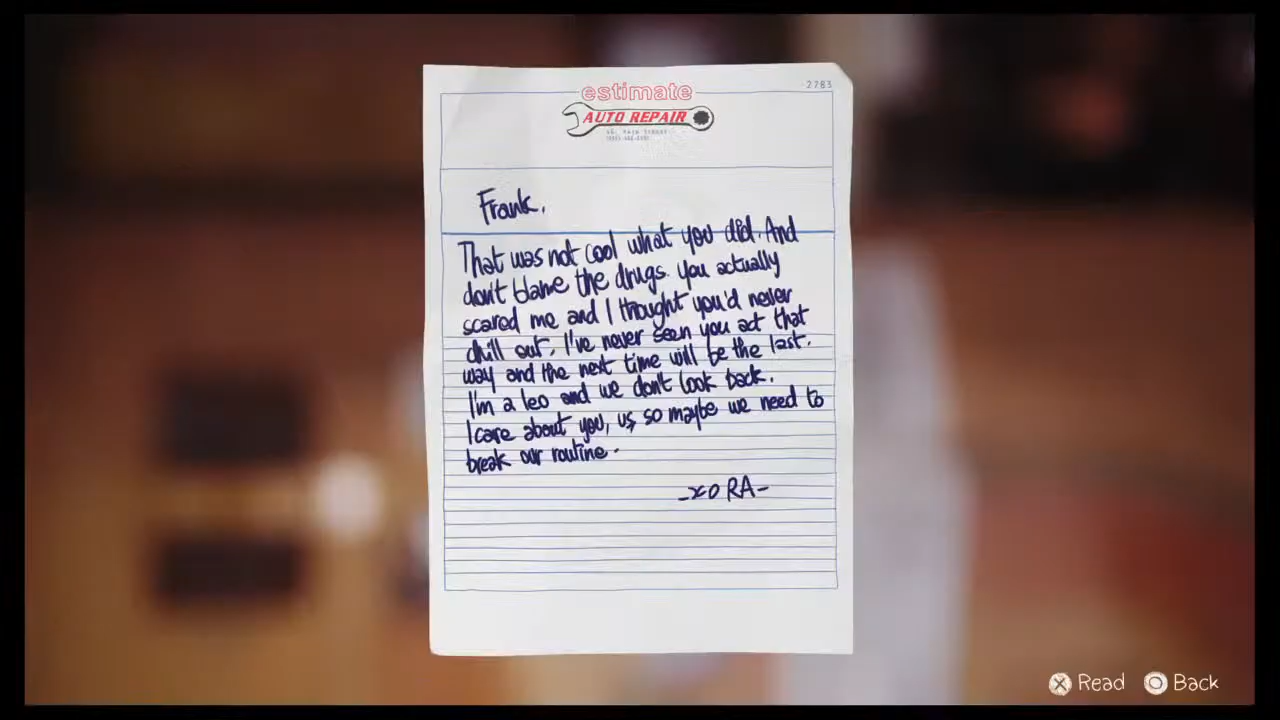 estimate
2783
AUTO REPAIR
Frank,
That was not cool what you did. And
don't blame the drugs. You actually
scared me and I thought you'd never
chill out. I've never seen you act that
way and the next time will be the last.
I'm a leo and we don't look back.
I care about you, us, so maybe we need to
break our routine.
-xo RA-
Read Back